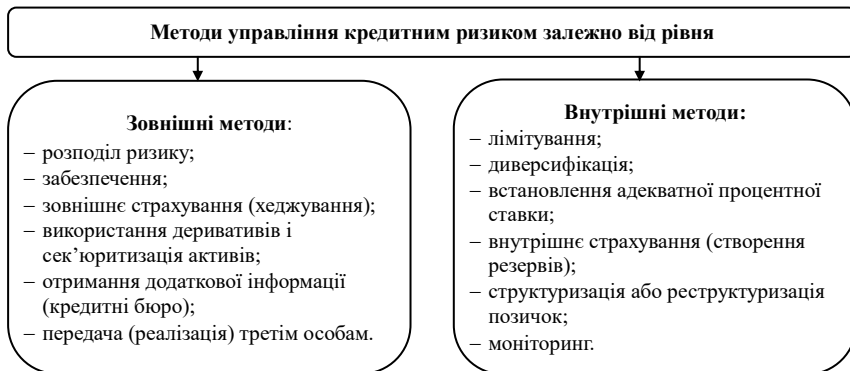 Методи управління кредитним ризиком залежно від рівня
Зовнішні методи:
– розподіл ризику;
– забезпечення;
– зовнішнє страхування (хеджування);
– використання деривативів і
сек’юритизація активів;
– отримання додаткової інформації
(кредитні бюро);
– передача (реалізація) третім особам.
Внутрішні методи:
– лімітування;
– диверсифікація;
– встановлення адекватної процентної
ставки;
– внутрішнє страхування (створення
резервів);
– структуризація або реструктуризація
позичок;
– моніторинг.